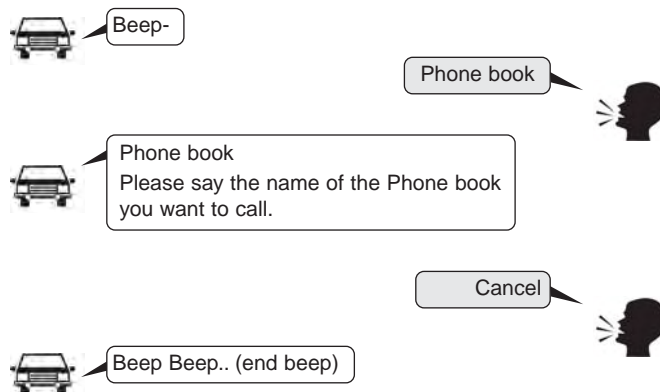 Beep-
Phone book
Phone book
Please say the name of the Phone book
you want to call.
Cancel
Beep Beep.. (end beep)